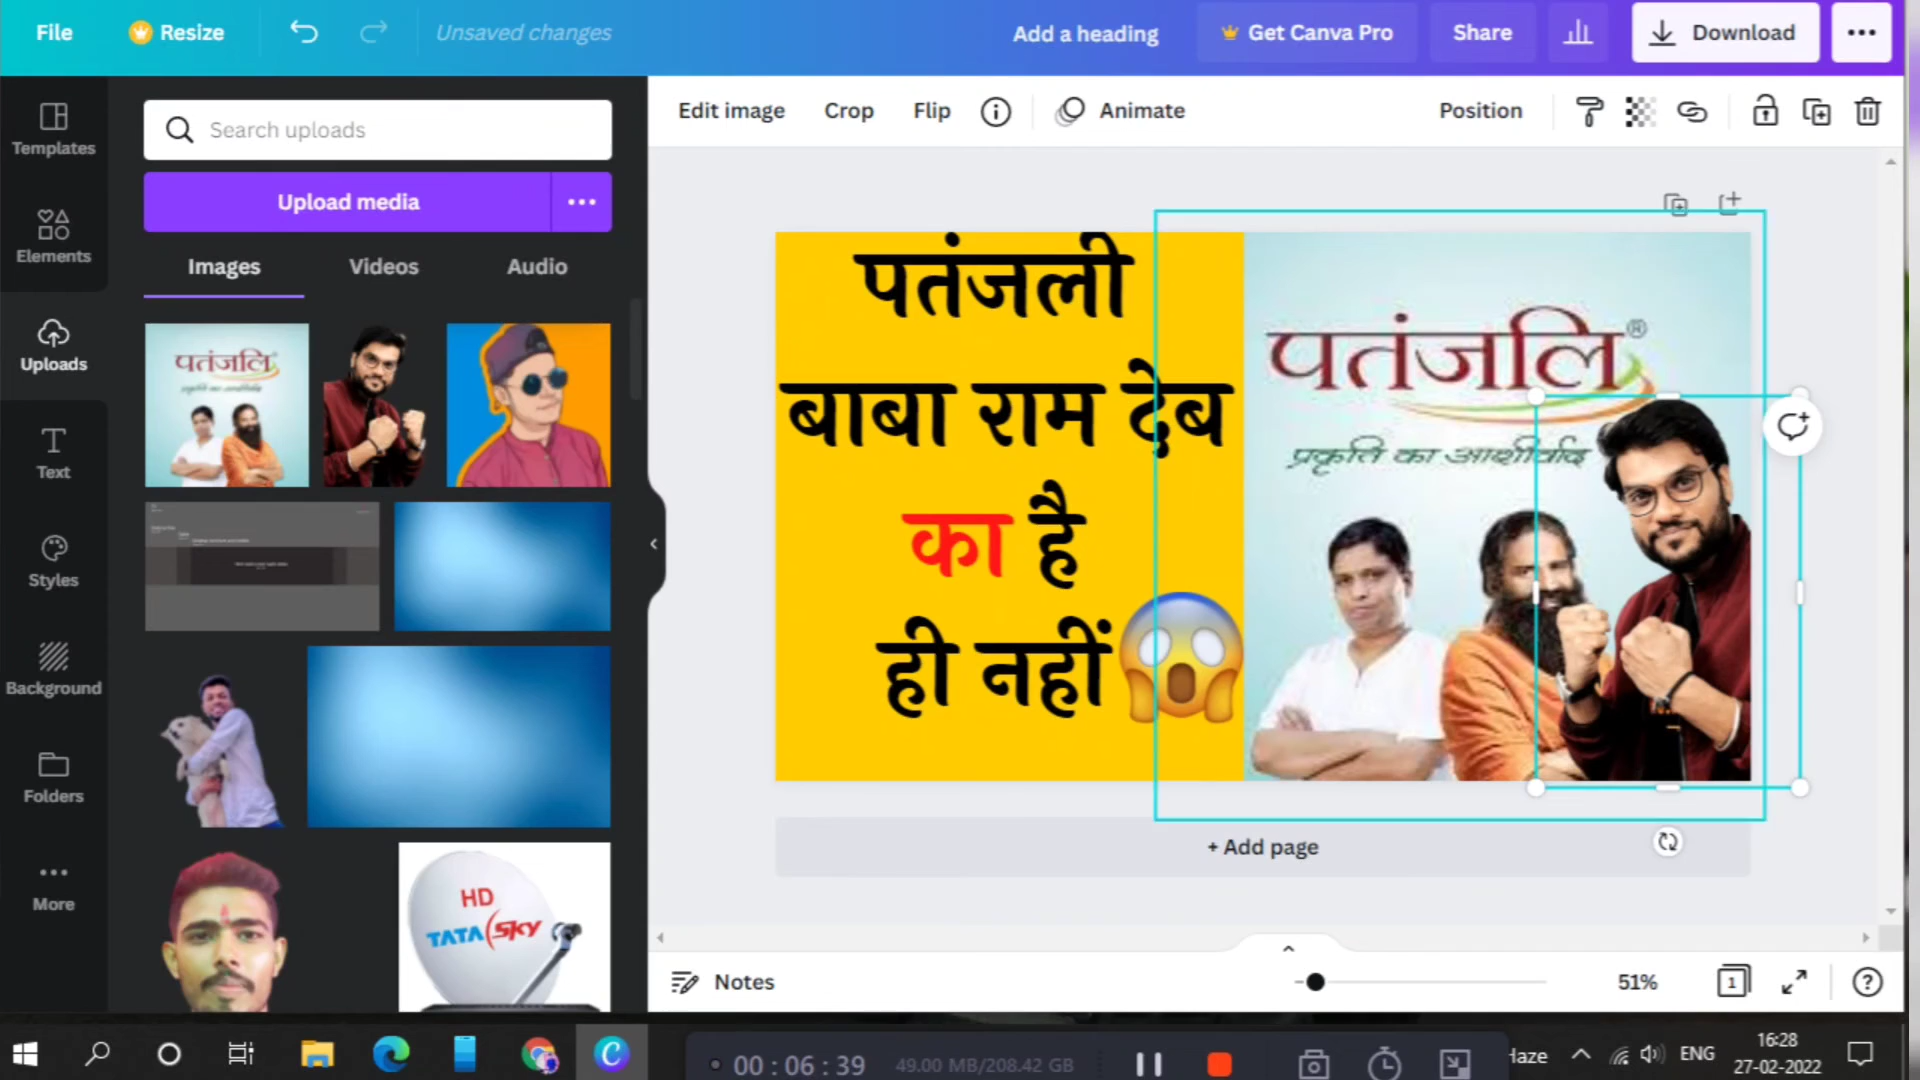 File
Resize
Unsaved changes
Add a heading
Get Canva Pro
Share
Download
Templates
Elements
Uploads
Text
Styles
Background
Folders
More
Search uploads
Upload media
Images
Videos
Audio
पतंजलि
HD
TATA SKY
Edit image
Crop
Flip
Animate
Position
पतंजली
बाबा राम देब
का है
ही नहीं
पतंजलि®
प्रकृति का आशीर्वाद
+ Add page
Notes
51%
1
00:06:39
49.00 MB/208.42 GB
Haze
ENG
16:28
27-02-2022